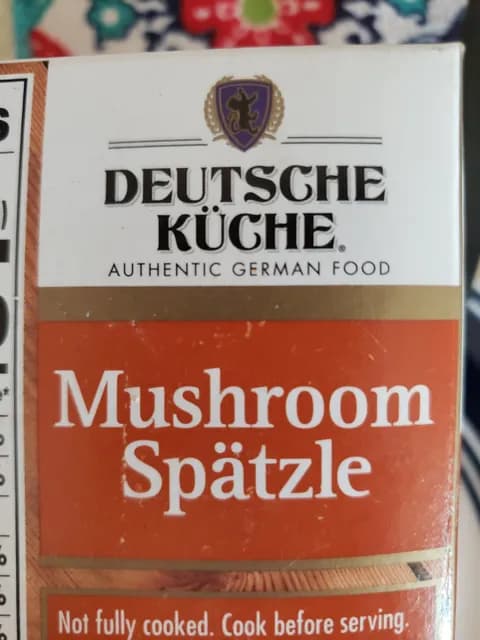 DEUTSCHE
KÜCHE®
AUTHENTIC GERMAN FOOD
Mushroom
Spätzle
Not fully cooked. Cook before serving.